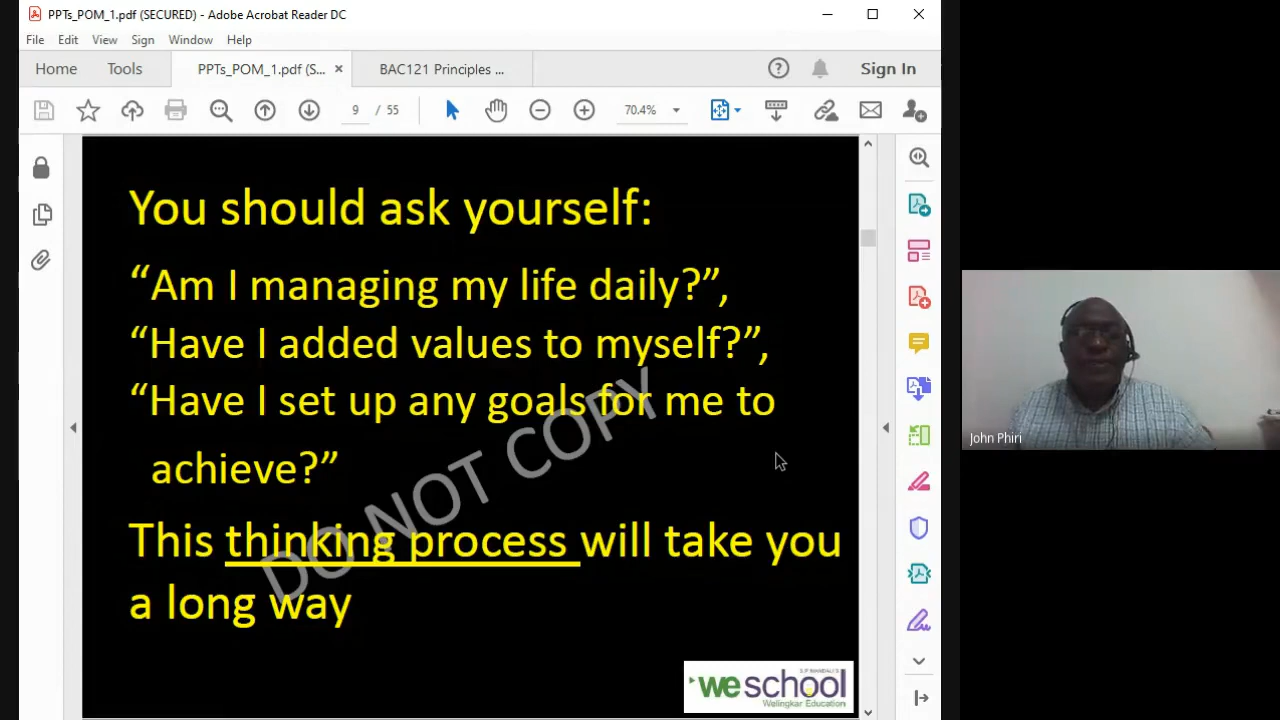 PPTs_POM_1.pdf (SECURED) - Adobe Acrobat Reader DC
File Edit View Sign Window Help
Home Tools PPTs_POM_1.pdf (S... × BAC121 Principles ... Sign In
9 / 55 70.4%
You should ask yourself:
“Am I managing my life daily?”,
“Have I added values to myself?”,
“Have I set up any goals for me to
achieve?”
This thinking process will take you
a long way
DO NOT COPY
S.P. MANDALI'S
we school
Welingkar Education
John Phiri